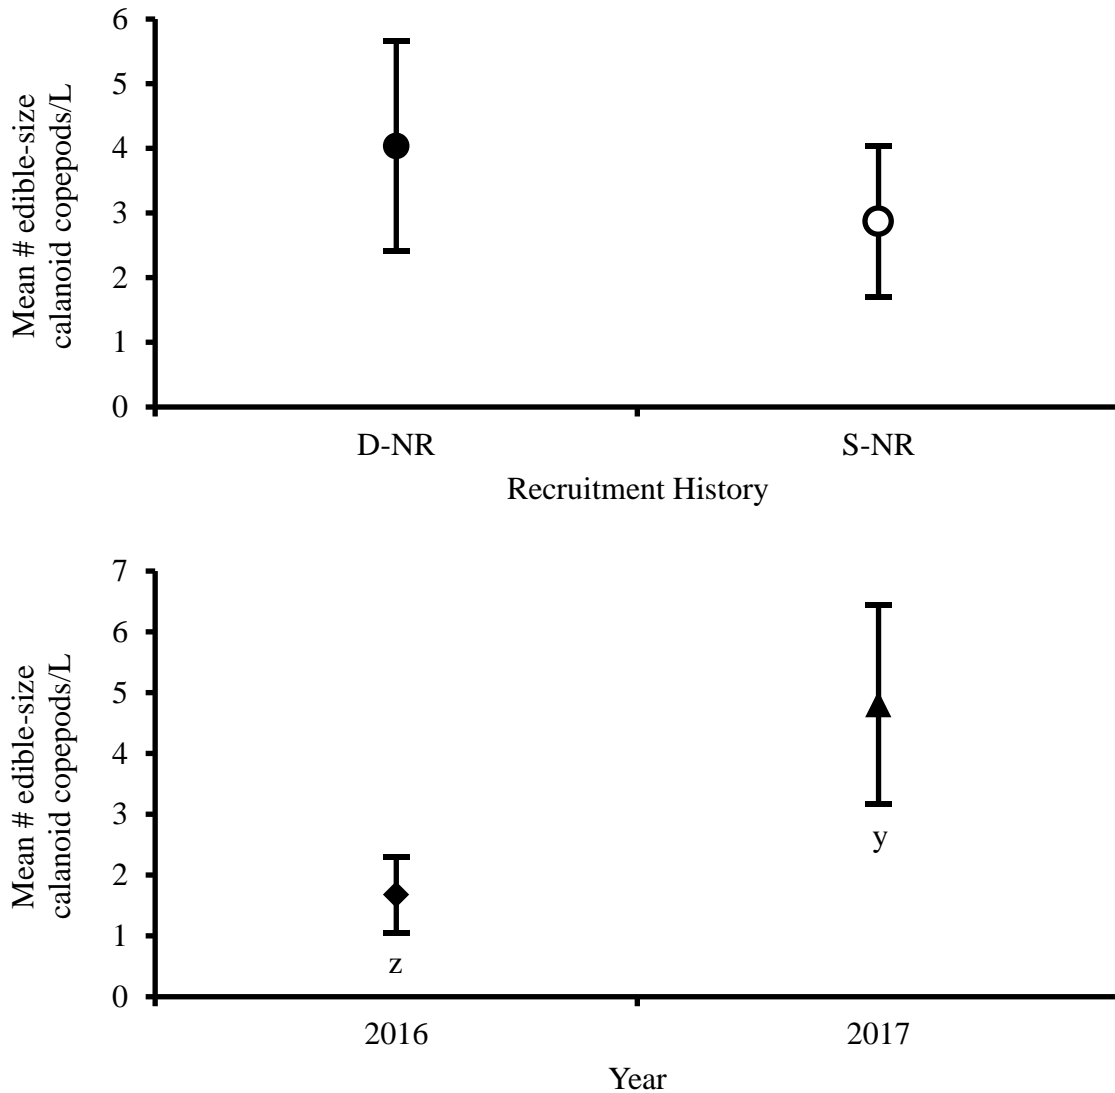 Mean # edible-size
calanoid copepods/L
6
5
4
3
2
1
0
D-NR
S-NR
Recruitment History
Mean # edible-size
calanoid copepods/L
7
6
5
4
3
2
1
0
y
z
2016
2017
Year